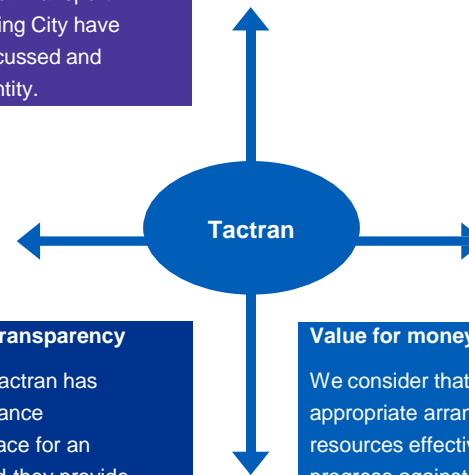 ing City have
cussed and
ntity.
Tactran
ransparency
actran has
ance
ace for an
Value for money
We consider that
appropriate arran
resources effectiv